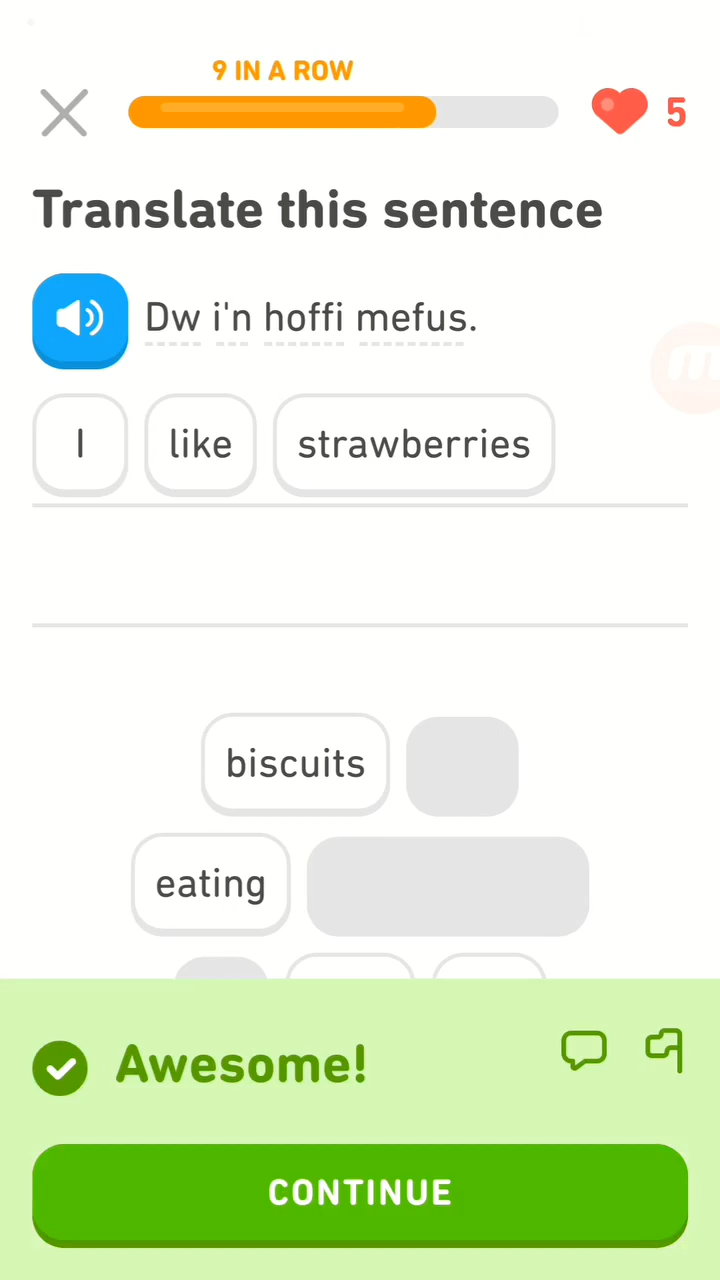 9 IN A ROW
5
Translate this sentence
Dw i'n hoffi mefus.
I like strawberries
biscuits
eating
Awesome!
CONTINUE